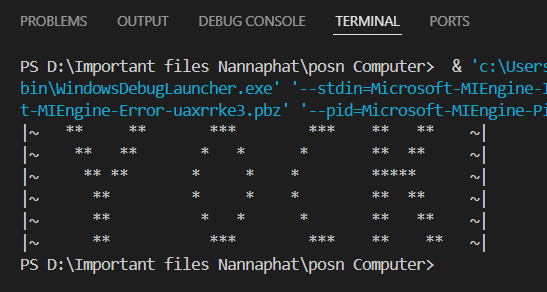 PROBLEMS OUTPUT DEBUG CONSOLE TERMINAL PORTS
PS D:\Important files Nannaphat\posn Computer>  & 'c:\Users
bin\WindowsDebugLauncher.exe' '--stdin=Microsoft-MIEngine-I
t-MIEngine-Error-uaxrrke3.pbz' '--pid=Microsoft-MIEngine-Pi
|~   **     **       ***        ***    **   **    ~|
|~    **   **       *   *      *       **  **     ~|
|~     ** **       *     *    *        *****      ~|
|~      **         *     *    *        **  **     ~|
|~      **          *   *      *       **   **    ~|
|~      **           ***        ***    **    **   ~|
PS D:\Important files Nannaphat\posn Computer>